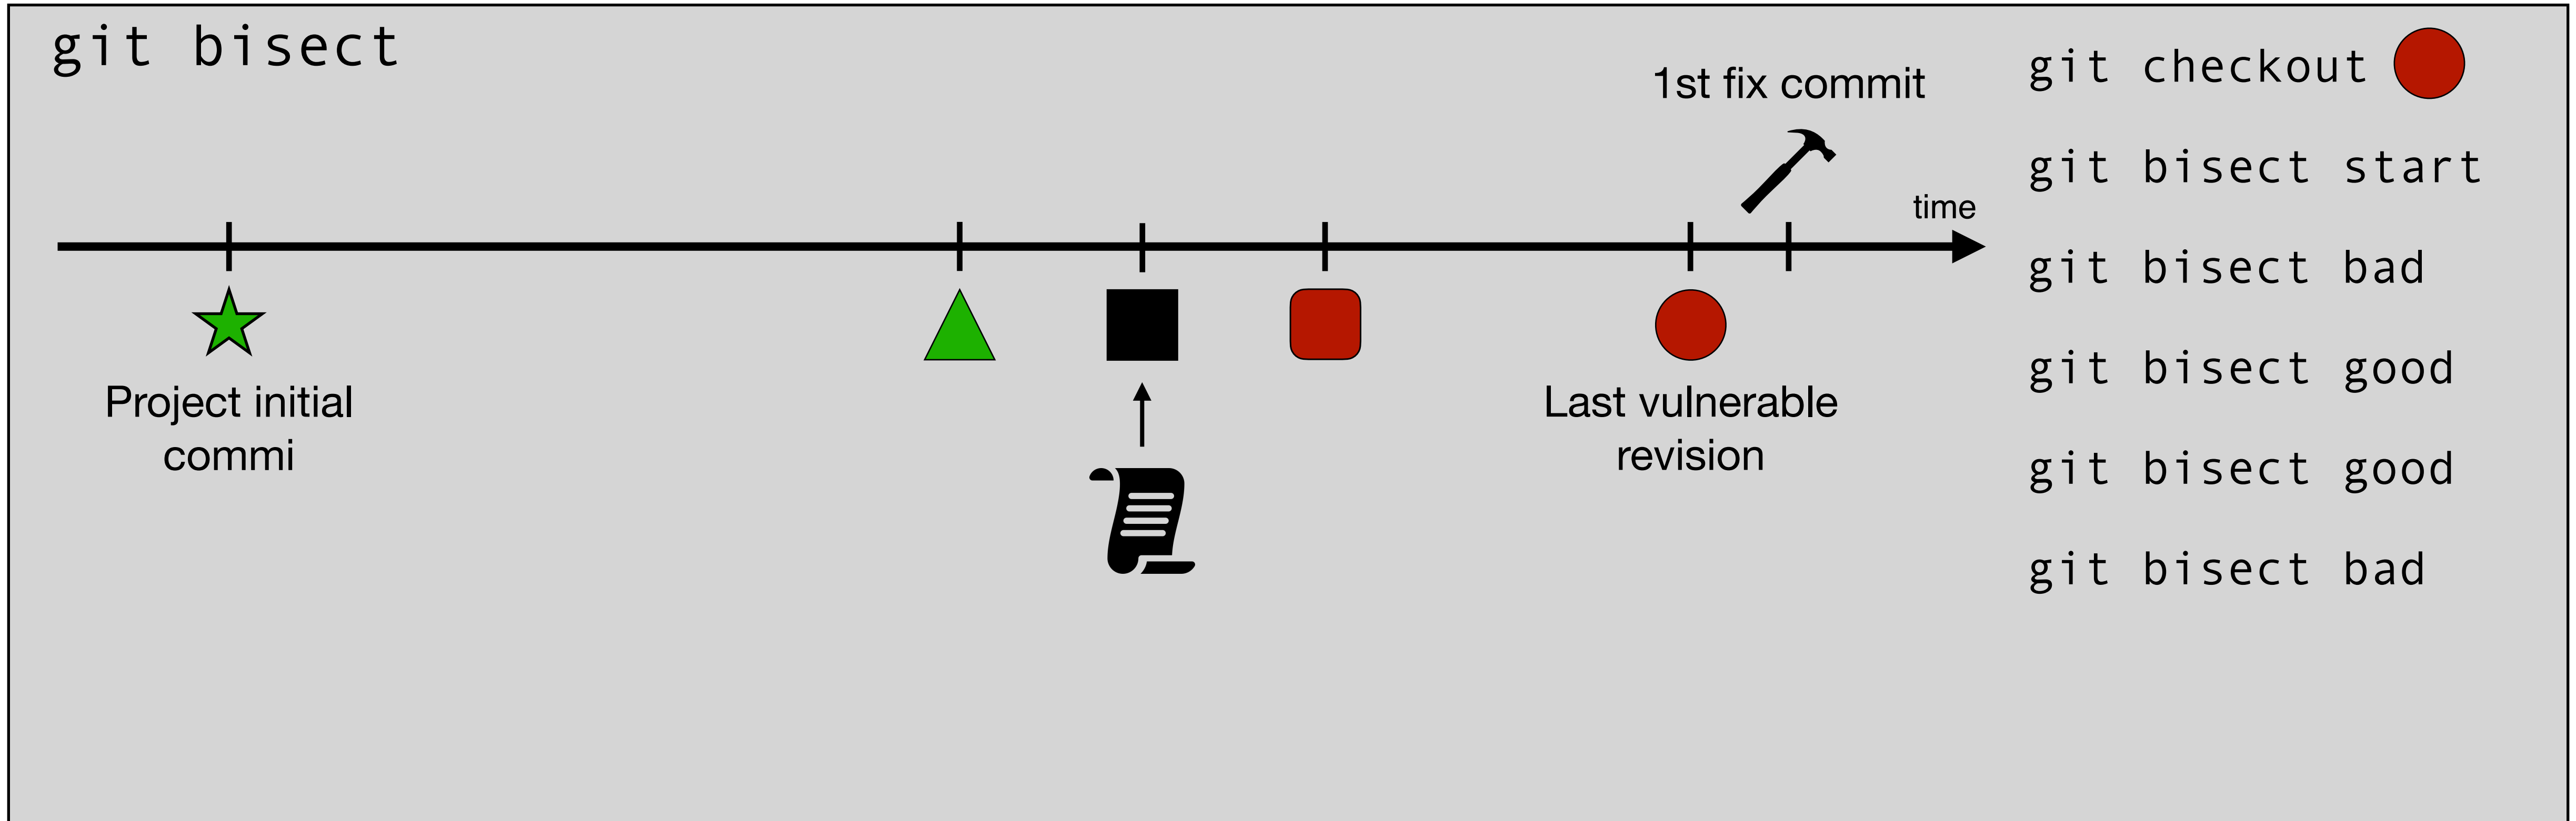 git bisect
1st fix commit
time
Project initial
commi
Last vulnerable
revision
git checkout
git bisect start
git bisect bad
git bisect good
git bisect good
git bisect bad